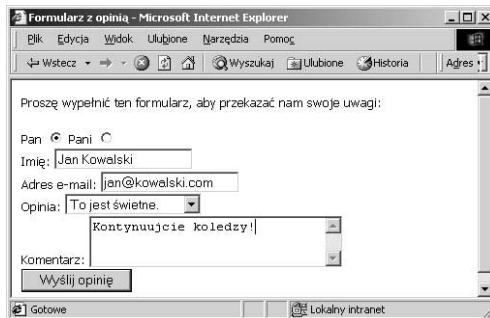 Formularz z opinią - Microsoft Internet Explorer
Plik Edycja Widok Ulubione Narzędzia Pomoc
Wstecz Wyszukaj Ulubione Historia Adres
Proszę wypełnić ten formularz, aby przekazać nam swoje uwagi:
Pan Pani
Imię: Jan Kowalski
Adres e-mail: jan@kowalski.com
Opinia: To jest świetne.
Kontynuujcie koledzy!
Komentarz:
Wyślij opinię
Gotowe Lokalny intranet